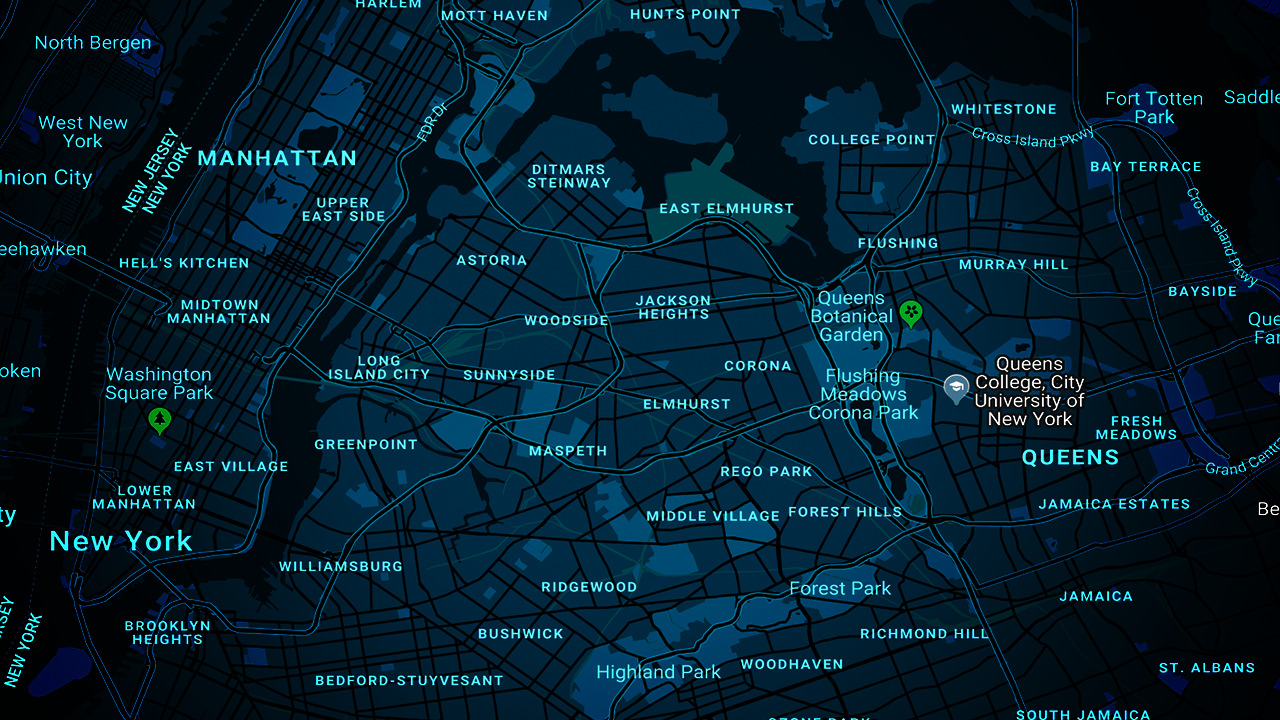 HARLEM
MOTT HAVEN
HUNTS POINT
North Bergen
Fort Totten
Park
Saddle
WHITESTONE
FDR Dr
West New
York
COLLEGE POINT
Cross Island Pkwy
MANHATTAN
NEW JERSEY
NEW YORK
DITMARS
STEINWAY
BAY TERRACE
Union City
UPPER
EAST SIDE
EAST ELMHURST
Cross Island Pkwy
eehawken
HELL'S KITCHEN
ASTORIA
FLUSHING
MURRAY HILL
BAYSIDE
MIDTOWN
MANHATTAN
JACKSON
HEIGHTS
WOODSIDE
Queens
Botanical
Garden
Que
Far
oken
Washington
Square Park
LONG
ISLAND CITY
SUNNYSIDE
CORONA
Flushing
Meadows
Corona Park
Queens
College, City
University of
New York
ELMHURST
FRESH
MEADOWS
GREENPOINT
MASPETH
QUEENS
EAST VILLAGE
REGO PARK
Grand Centra
LOWER
MANHATTAN
ty
MIDDLE VILLAGE
FOREST HILLS
JAMAICA ESTATES
Be
New York
WILLIAMSBURG
RIDGEWOOD
Forest Park
JAMAICA
RSEY
NEW YORK
BROOKLYN
HEIGHTS
BUSHWICK
RICHMOND HILL
Highland Park
WOODHAVEN
ST. ALBANS
BEDFORD-STUYVESANT
OZONE PARK
SOUTH JAMAICA